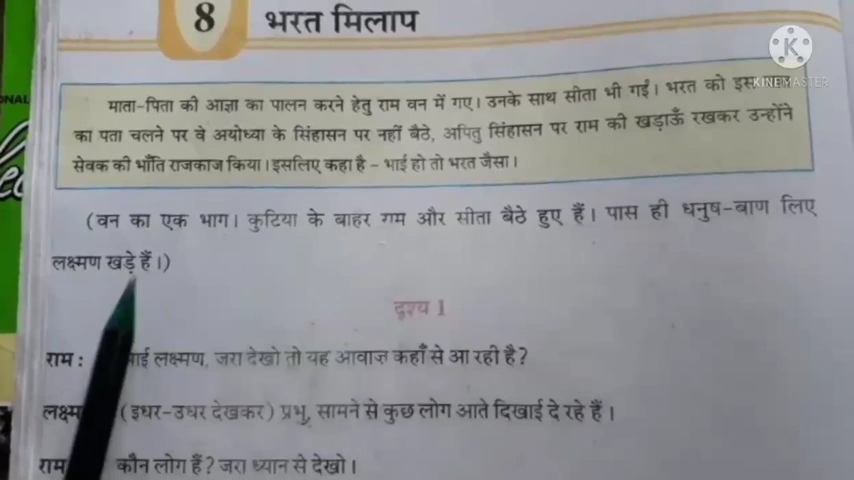 8 भरत मिलाप
KINEMASTER
माता-पिता की आज्ञा का पालन करने हेतु राम वन में गए। उनके साथ सीता भी गईं। भरत को इस
का पता चलने पर वे अयोध्या के सिंहासन पर नहीं बैठे, अपितु सिंहासन पर राम की खड़ाऊँ रखकर उन्होंने
सेवक की भाँति राजकाज किया। इसलिए कहा है – भाई हो तो भरत जैसा।
(वन का एक भाग। कुटिया के बाहर राम और सीता बैठे हुए हैं। पास ही धनुष-बाण लिए
लक्ष्मण खड़े हैं।)
दृश्य 1
राम : लक्ष्मण, जरा देखो तो यह आवाज़ कहाँ से आ रही है?
(इधर-उधर देखकर) प्रभु, सामने से कुछ लोग आते दिखाई दे रहे हैं।
राम कौन लोग हैं? जरा ध्यान से देखो।